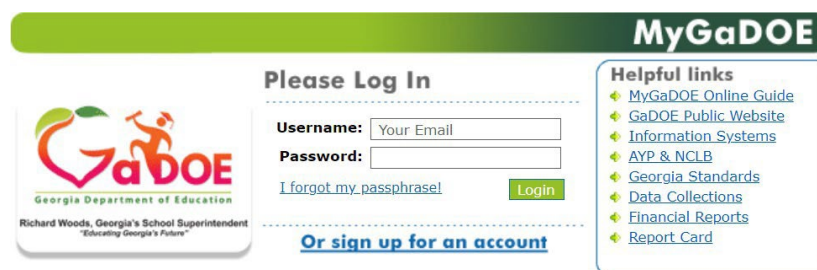 MyGaDOE
GaDOE
Georgia Department of Education
Richard Woods, Georgia's School Superintendent
"Educating Georgia's Future"
Please Log In
Username: Your Email
Password:
I forgot my passphrase! Login
Or sign up for an account
Helpful links
MyGaDOE Online Guide
GaDOE Public Website
Information Systems
AYP & NCLB
Georgia Standards
Data Collections
Financial Reports
Report Card